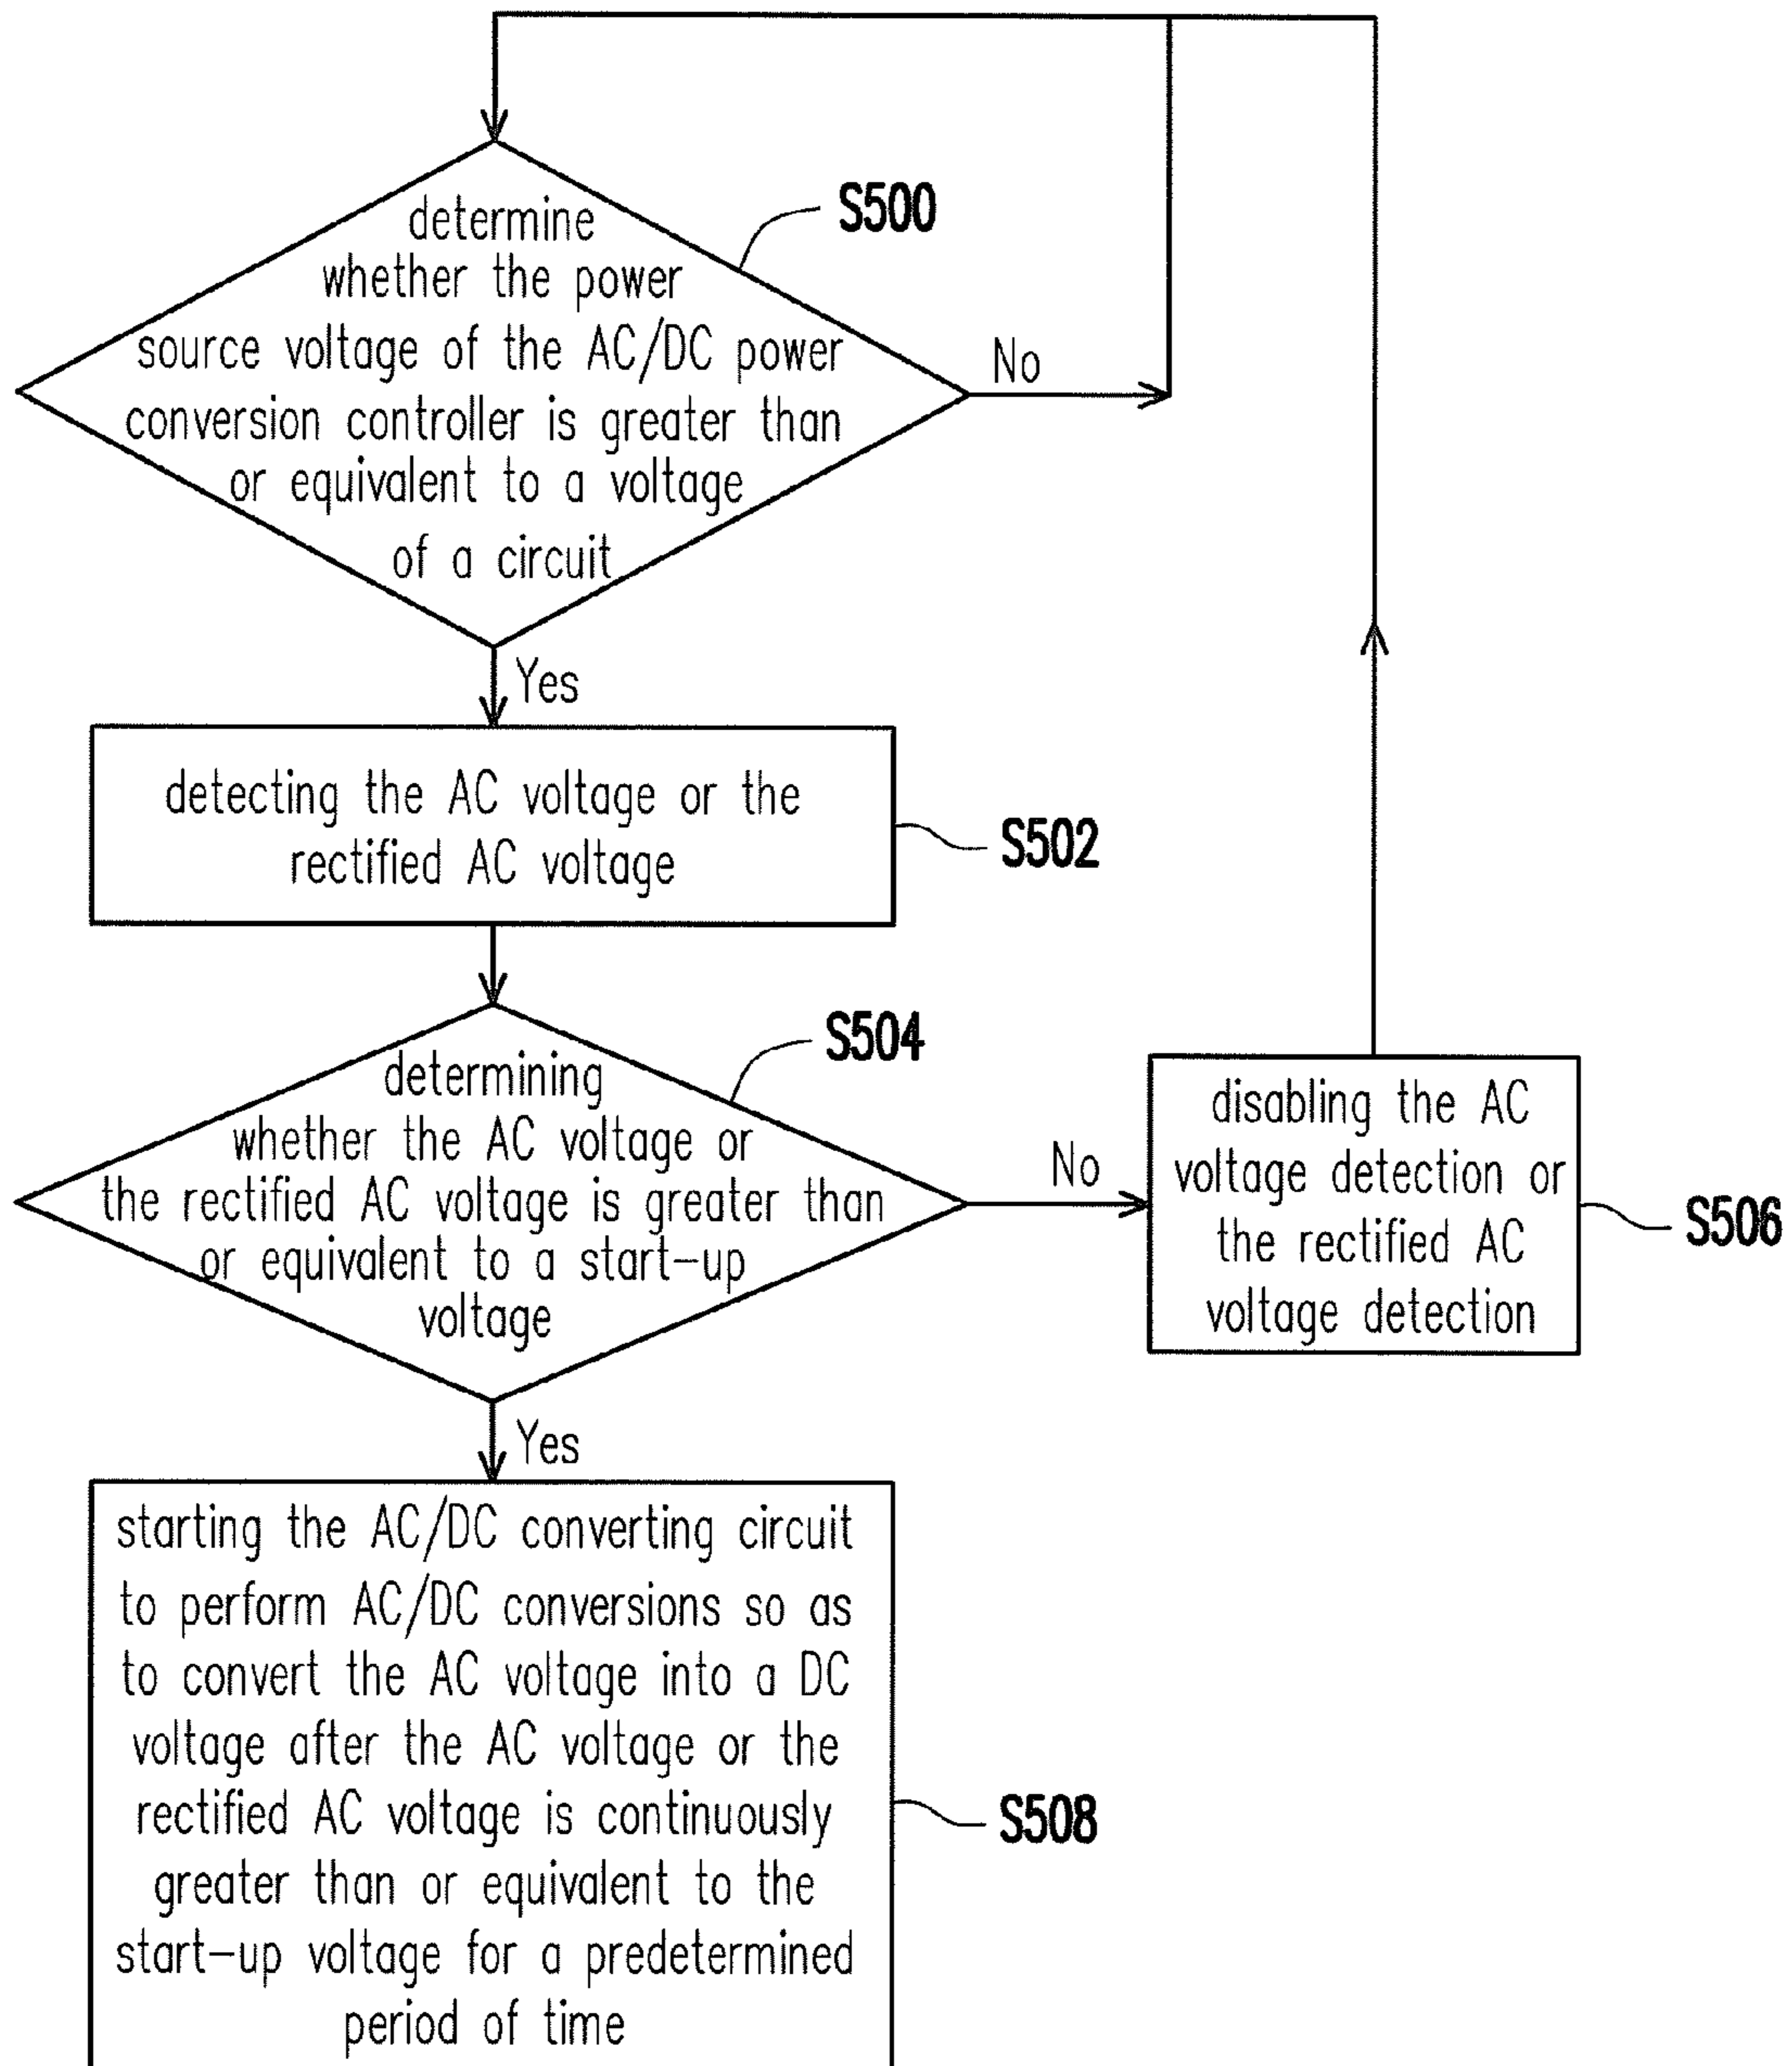 determine
whether the power
source voltage of the AC/DC power
conversion controller is greater than
or equivalent to a voltage
of a circuit
S500
No
Yes
detecting the AC voltage or the
rectified AC voltage
S502
determining
whether the AC voltage or
the rectified AC voltage is greater than
or equivalent to a start-up
voltage
S504
No
disabling the AC
voltage detection or
the rectified AC
voltage detection
S506
Yes
starting the AC/DC converting circuit
to perform AC/DC conversions so as
to convert the AC voltage into a DC
voltage after the AC voltage or the
rectified AC voltage is continuously
greater than or equivalent to the
start-up voltage for a predetermined
period of time
S508